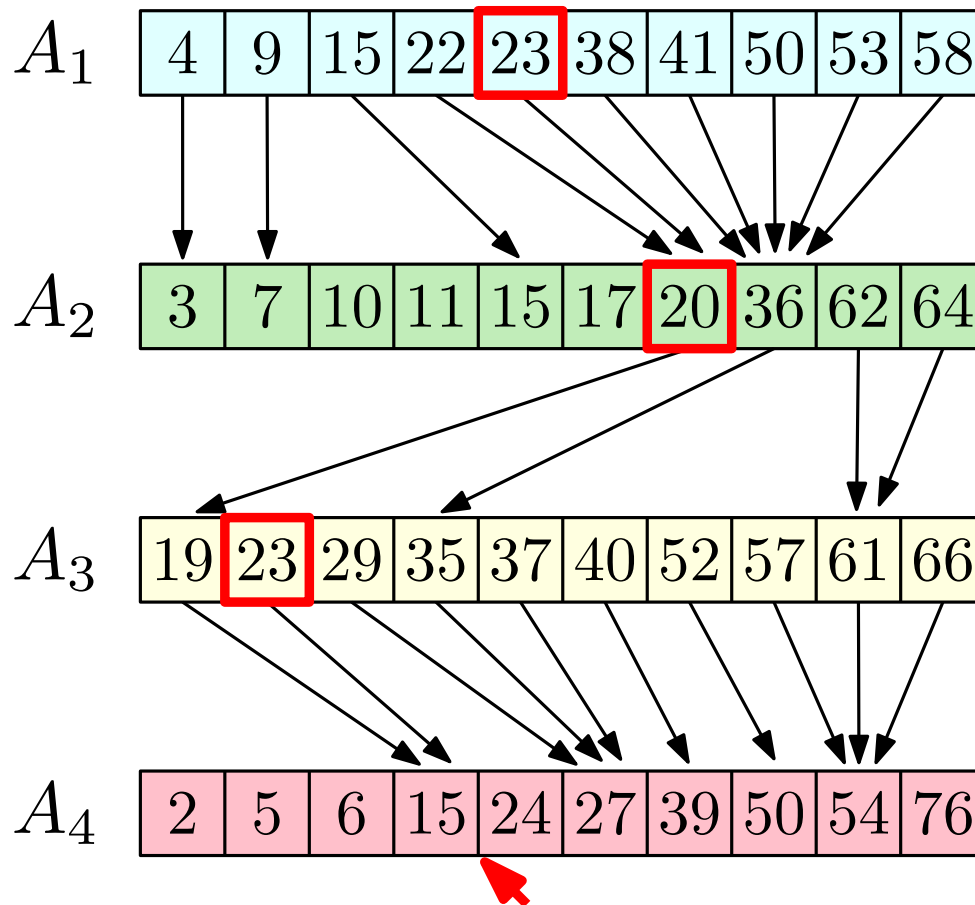 A₁ 4 9 15 22 23 38 41 50 53 58
A₂ 3 7 10 11 15 17 20 36 62 64
A₃ 19 23 29 35 37 40 52 57 61 66
A₄ 2 5 6 15 24 27 39 50 54 76